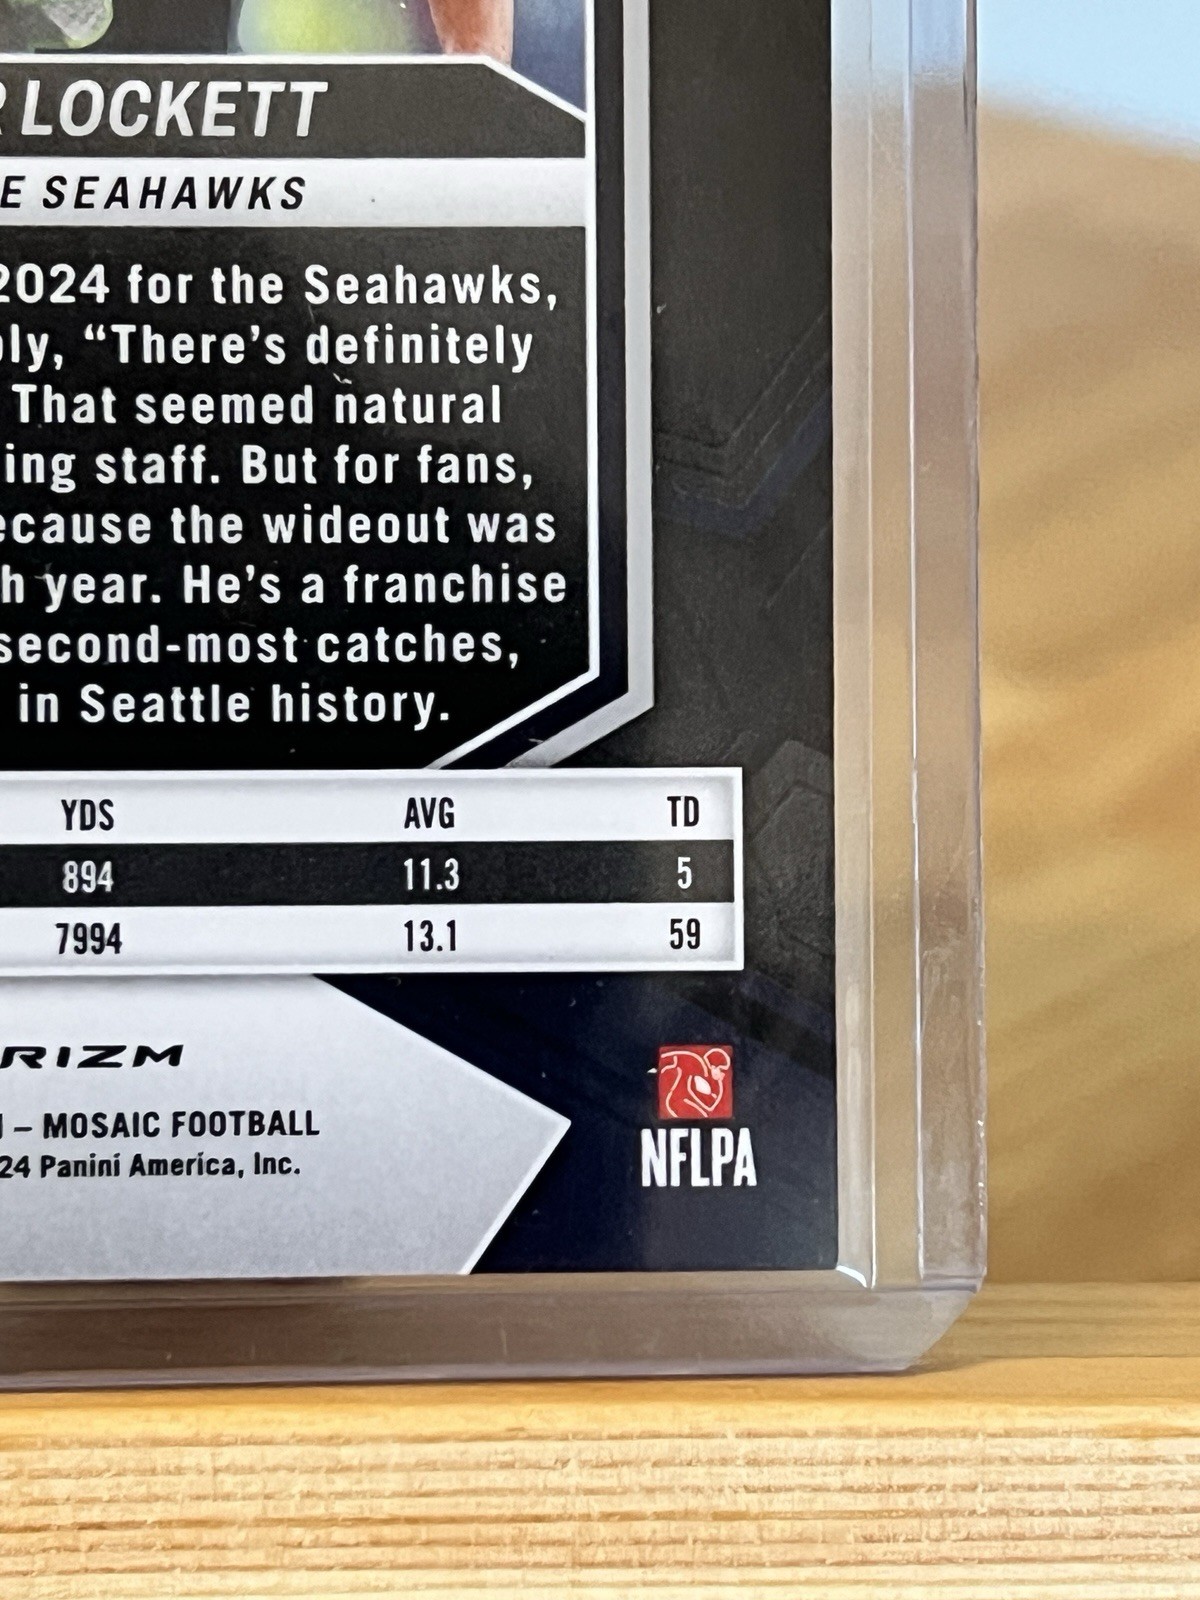 LOCKETT
SEAHAWKS
2024 for the Seahawks,
“There’s definitely
That seemed natural
staff. But for fans,
the wideout was
year. He’s a franchise
second-most catches,
in Seattle history.
YDS AVG TD
894 11.3 5
7994 13.1 59
RIZM
– MOSAIC FOOTBALL
24 Panini America, Inc.
NFLPA